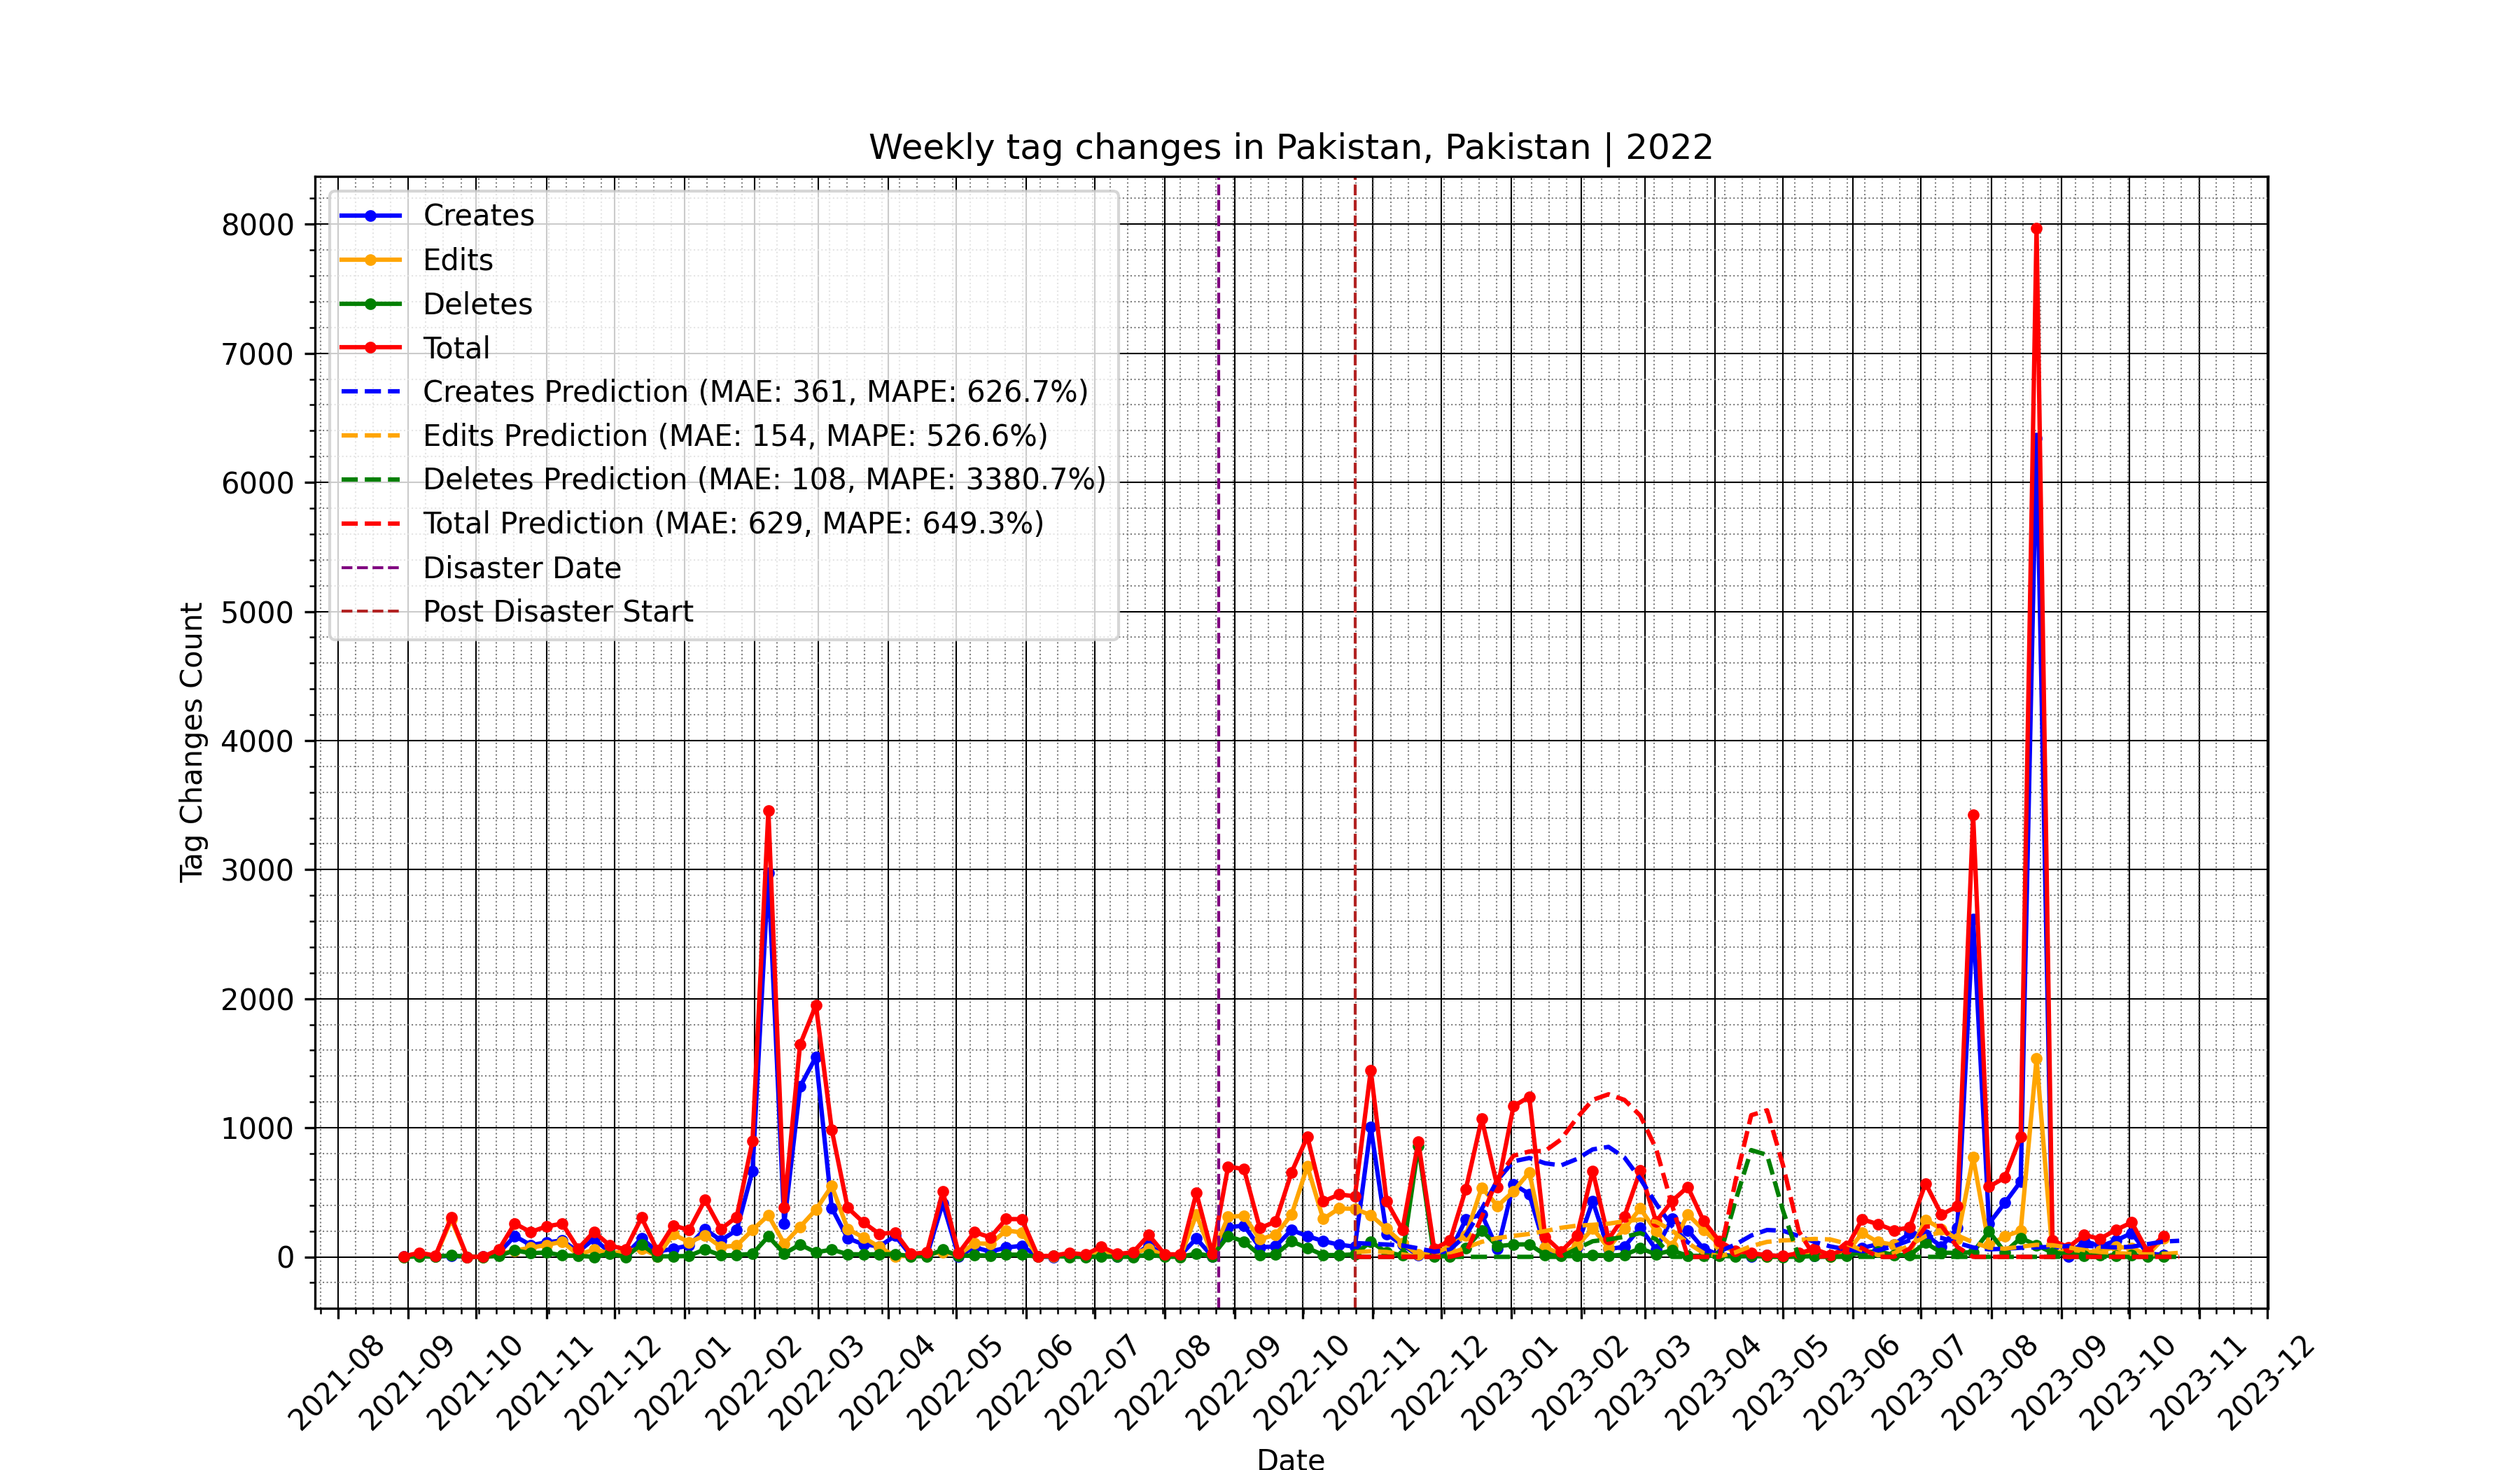 Weekly tag changes in Pakistan, Pakistan | 2022
Creates
Edits
Deletes
Total
Creates Prediction (MAE: 361, MAPE: 626.7%)
Edits Prediction (MAE: 154, MAPE: 526.6%)
Deletes Prediction (MAE: 108, MAPE: 3380.7%)
Total Prediction (MAE: 629, MAPE: 649.3%)
Disaster Date
Post Disaster Start
Tag Changes Count
8000
7000
6000
5000
4000
3000
2000
1000
0
2021-08
2021-09
2021-10
2021-11
2021-12
2022-01
2022-02
2022-03
2022-04
2022-05
2022-06
2022-07
2022-08
2022-09
2022-10
2022-11
2022-12
2023-01
2023-02
2023-03
2023-04
2023-05
2023-06
2023-07
2023-08
2023-09
2023-10
2023-11
2023-12
Date